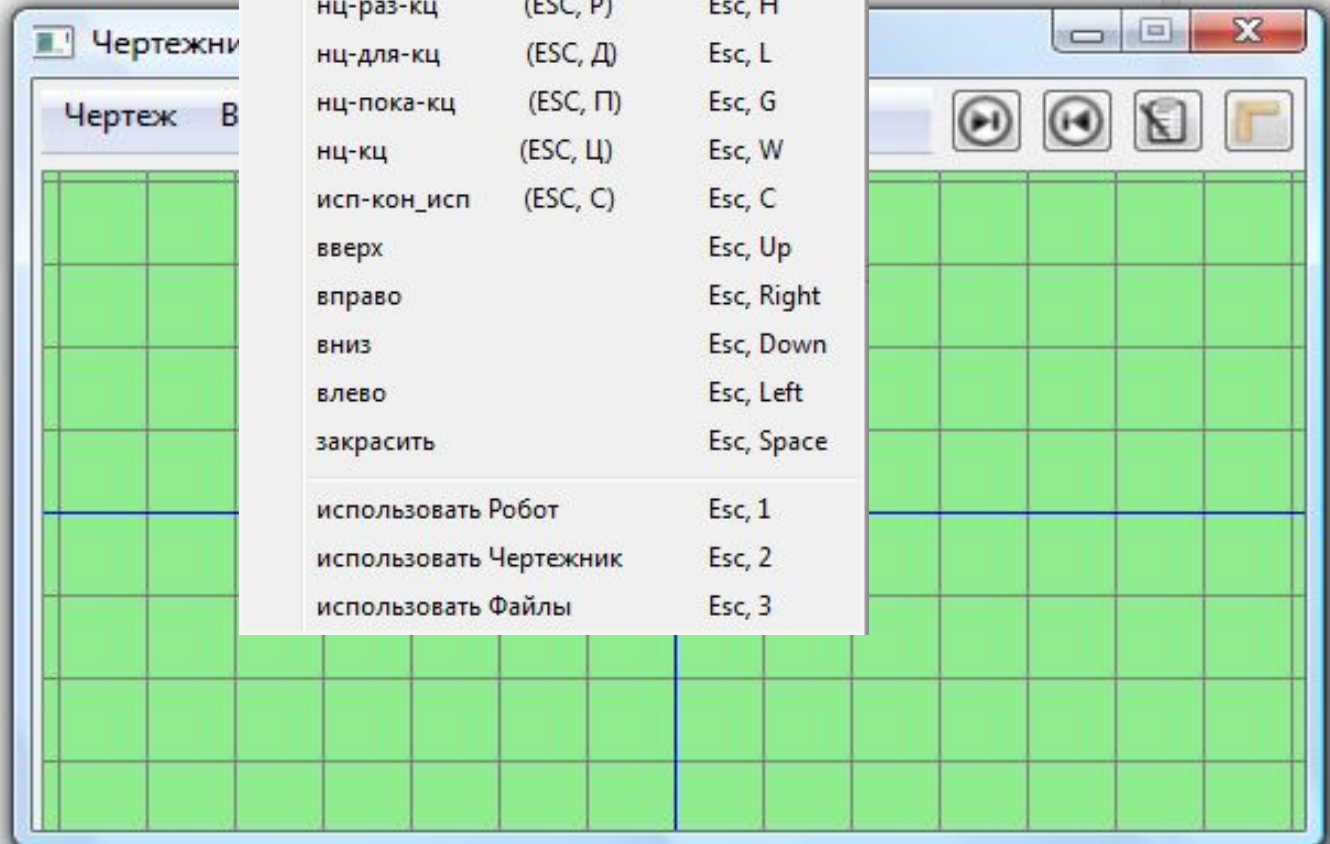 нц-раз-кц (ESC, Р) Esc, H
Чертежни
нц-для-кц (ESC, Д) Esc, L
нц-пока-кц (ESC, П) Esc, G
Чертеж В
нц-кц (ESC, Ц) Esc, W
исп-кон_исп (ESC, С) Esc, C
вверх Esc, Up
вправо Esc, Right
вниз Esc, Down
влево Esc, Left
закрасить Esc, Space
использовать Робот Esc, 1
использовать Чертежник Esc, 2
использовать Файлы Esc, 3